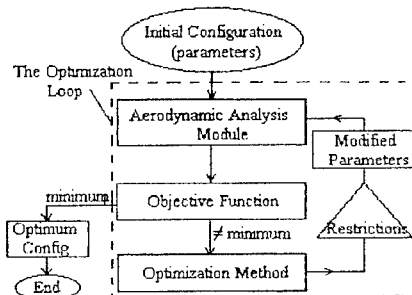 Initial Configuration
(parameters)
The Optimization
Loop
Aerodynamic Analysis
Module
Modified
Parameters
minimum
Objective Function
Optimum
Config
≠ minimum
Restrictions
End
Optimization Method